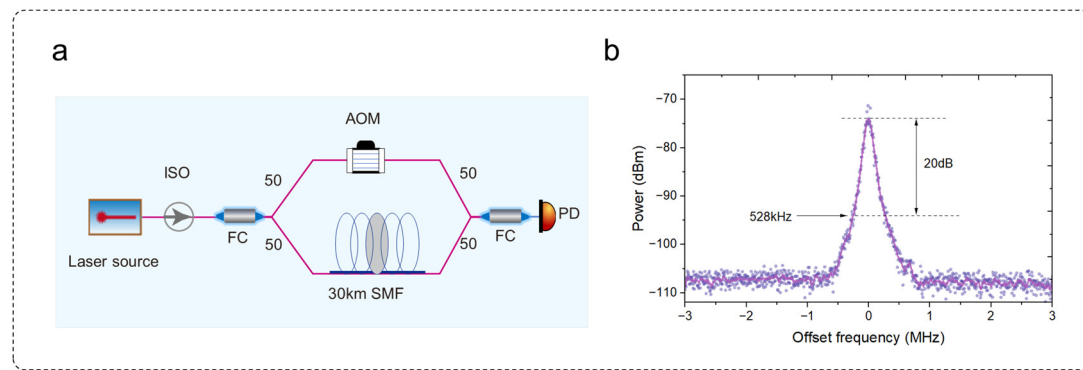 a
AOM
ISO
50
50
FC
FC
PD
50
50
Laser source
30km SMF
b
−70
−80
−90
−100
−110
Power (dBm)
20dB
528kHz
−3
−2
−1
0
1
2
3
Offset frequency (MHz)